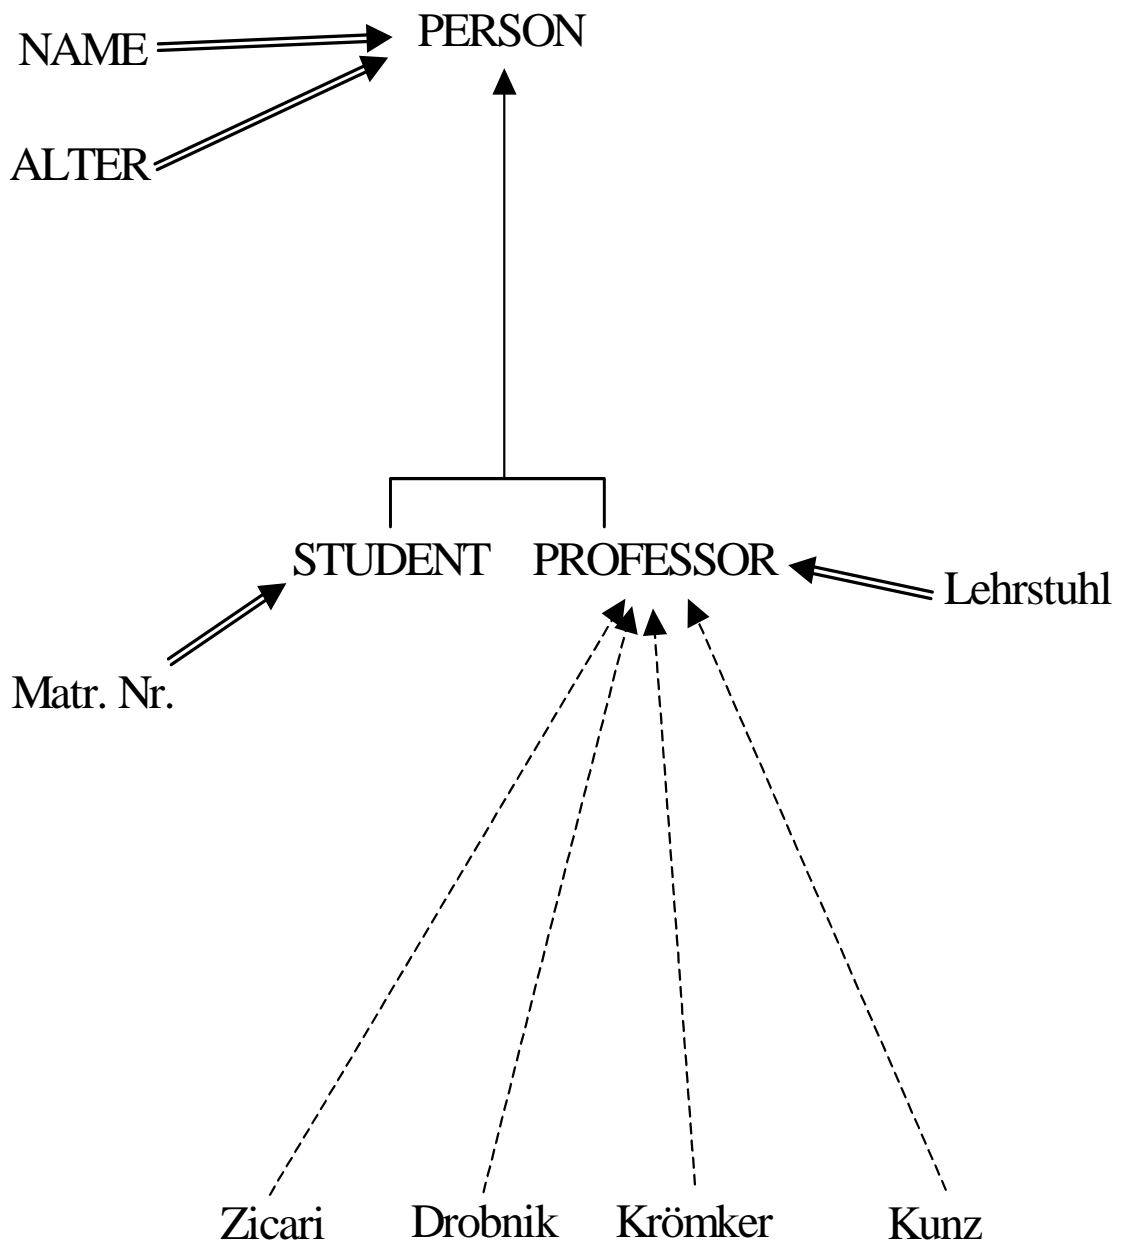 NAME
PERSON
ALTER
STUDENT PROFESSOR
Lehrstuhl
Matr. Nr.
Zicari Drobnik Krömker Kunz